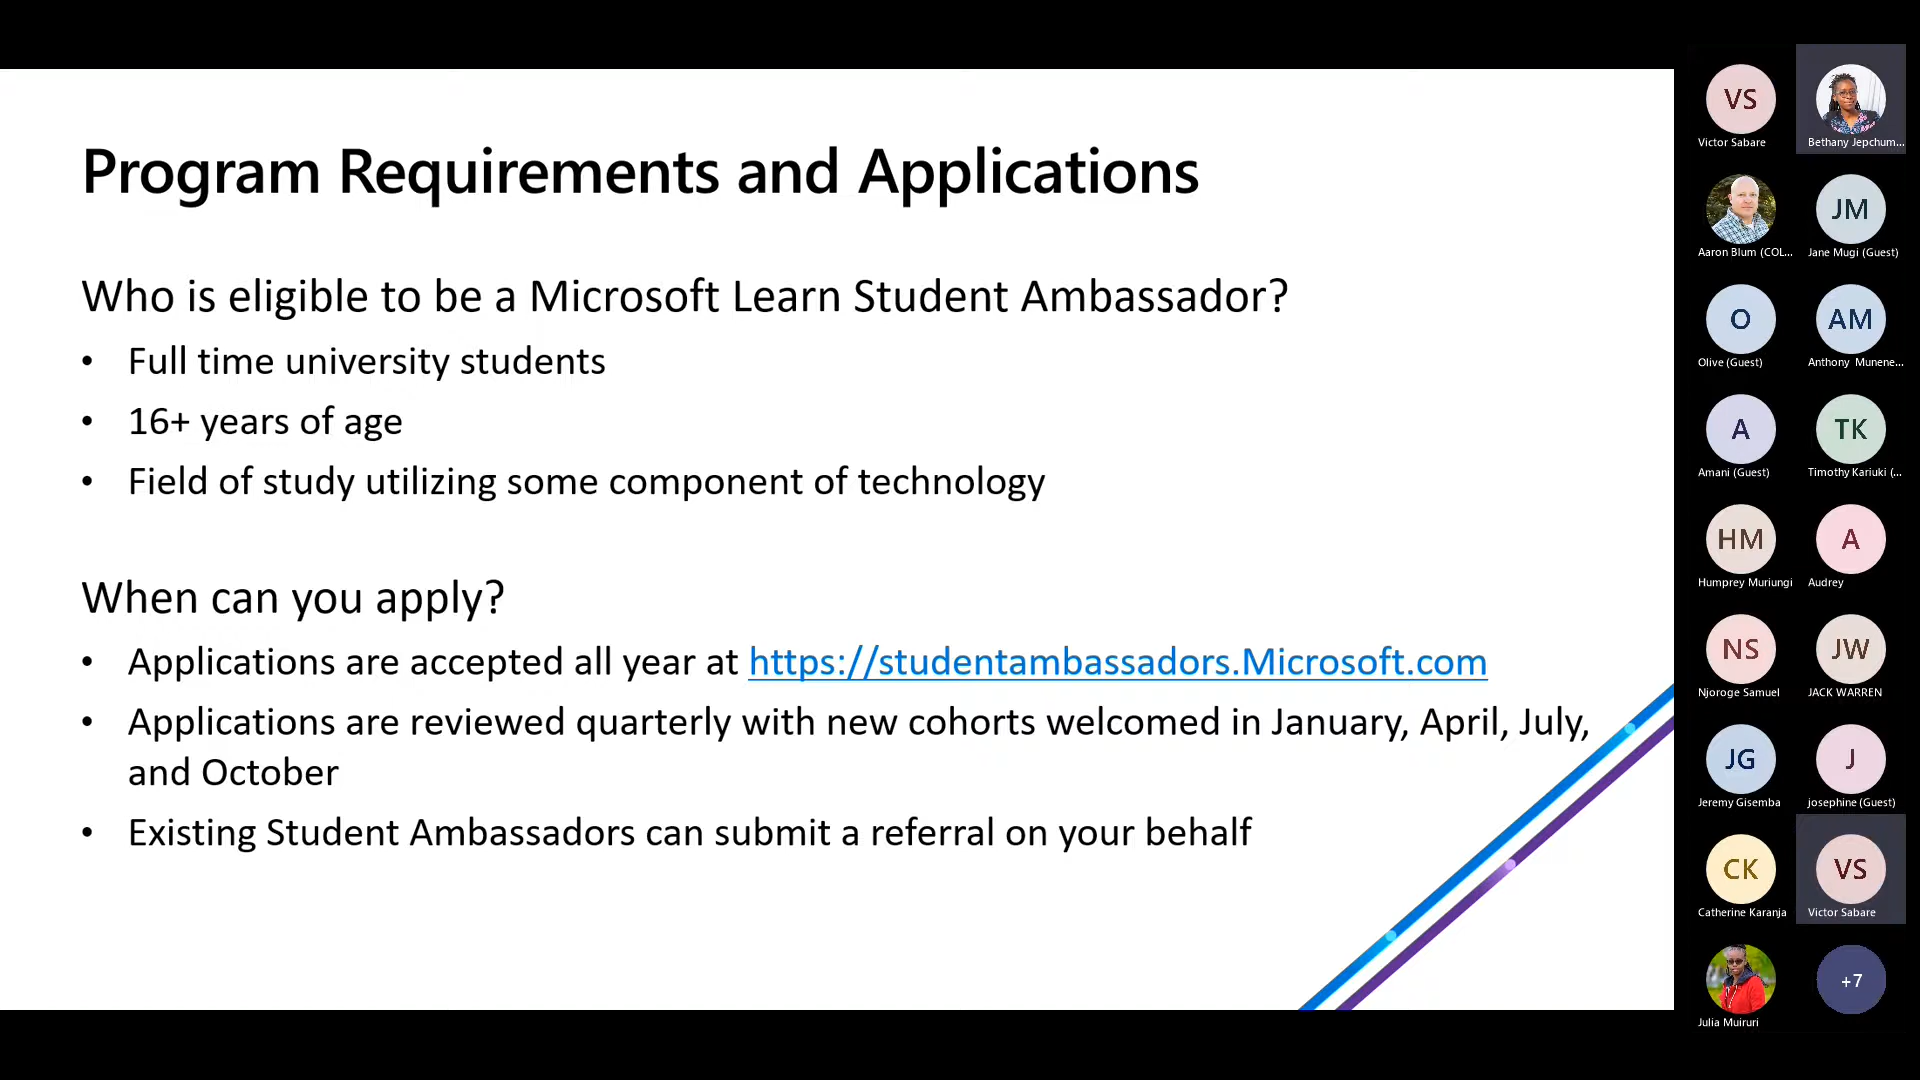 Program Requirements and Applications
Who is eligible to be a Microsoft Learn Student Ambassador?
• Full time university students
• 16+ years of age
• Field of study utilizing some component of technology
When can you apply?
• Applications are accepted all year at https://studentambassadors.Microsoft.com
• Applications are reviewed quarterly with new cohorts welcomed in January, April, July,
and October
• Existing Student Ambassadors can submit a referral on your behalf
VS
Victor Sabare
Bethany Jepchum...
Aaron Blum (COL...
JM
Jane Mugi (Guest)
O
Olive (Guest)
AM
Anthony Munene...
A
Amani (Guest)
TK
Timothy Kariuki (...
HM
Humprey Muriungi
A
Audrey
NS
Njoroge Samuel
JW
JACK WARREN
JG
Jeremy Gisemba
J
josephine (Guest)
CK
Catherine Karanja
VS
Victor Sabare
Julia Muiruri
+7